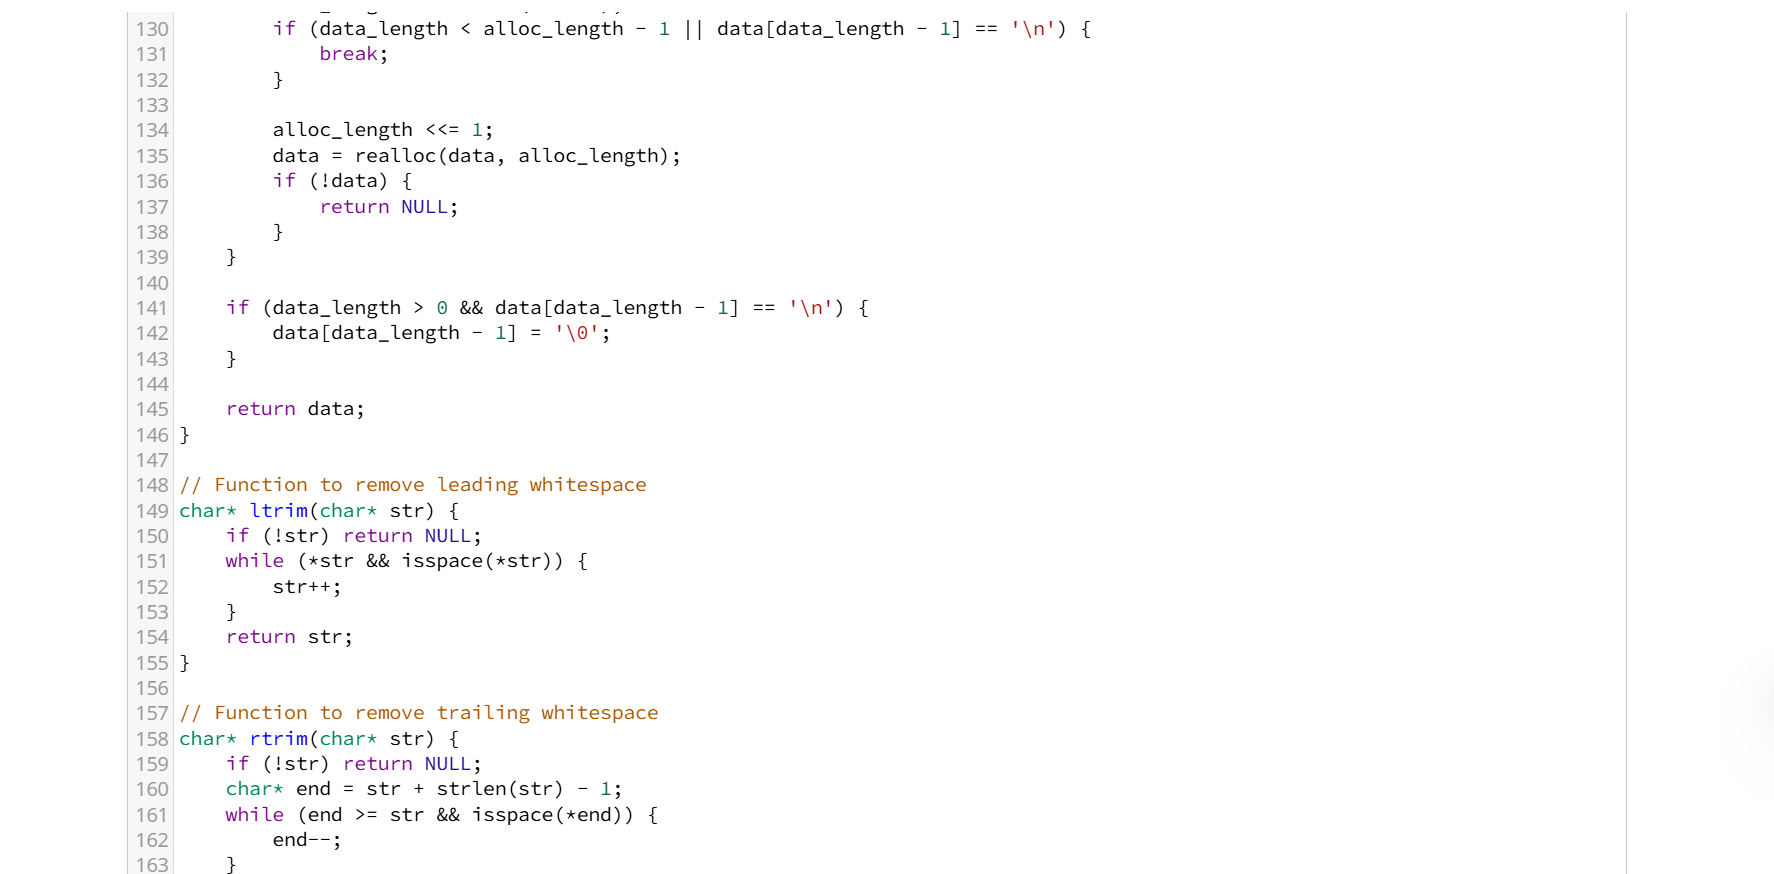 130 if (data_length < alloc_length - 1 || data[data_length - 1] == '\n') {
131 break;
132 }
133
134 alloc_length <<= 1;
135 data = realloc(data, alloc_length);
136 if (!data) {
137 return NULL;
138 }
139 }
140
141 if (data_length > 0 && data[data_length - 1] == '\n') {
142 data[data_length - 1] = '\0';
143 }
144
145 return data;
146 }
147
148 // Function to remove leading whitespace
149 char* ltrim(char* str) {
150 if (!str) return NULL;
151 while (*str && isspace(*str)) {
152 str++;
153 }
154 return str;
155 }
156
157 // Function to remove trailing whitespace
158 char* rtrim(char* str) {
159 if (!str) return NULL;
160 char* end = str + strlen(str) - 1;
161 while (end >= str && isspace(*end)) {
162 end--;
163 }